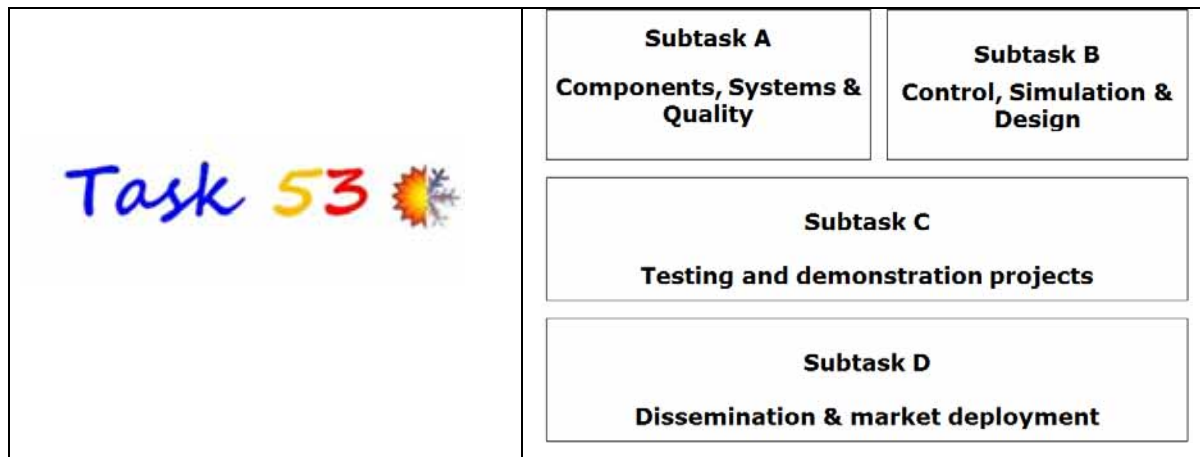 Task 53
Subtask A
Components, Systems &
Quality
Subtask B
Control, Simulation &
Design
Subtask C
Testing and demonstration projects
Subtask D
Dissemination & market deployment